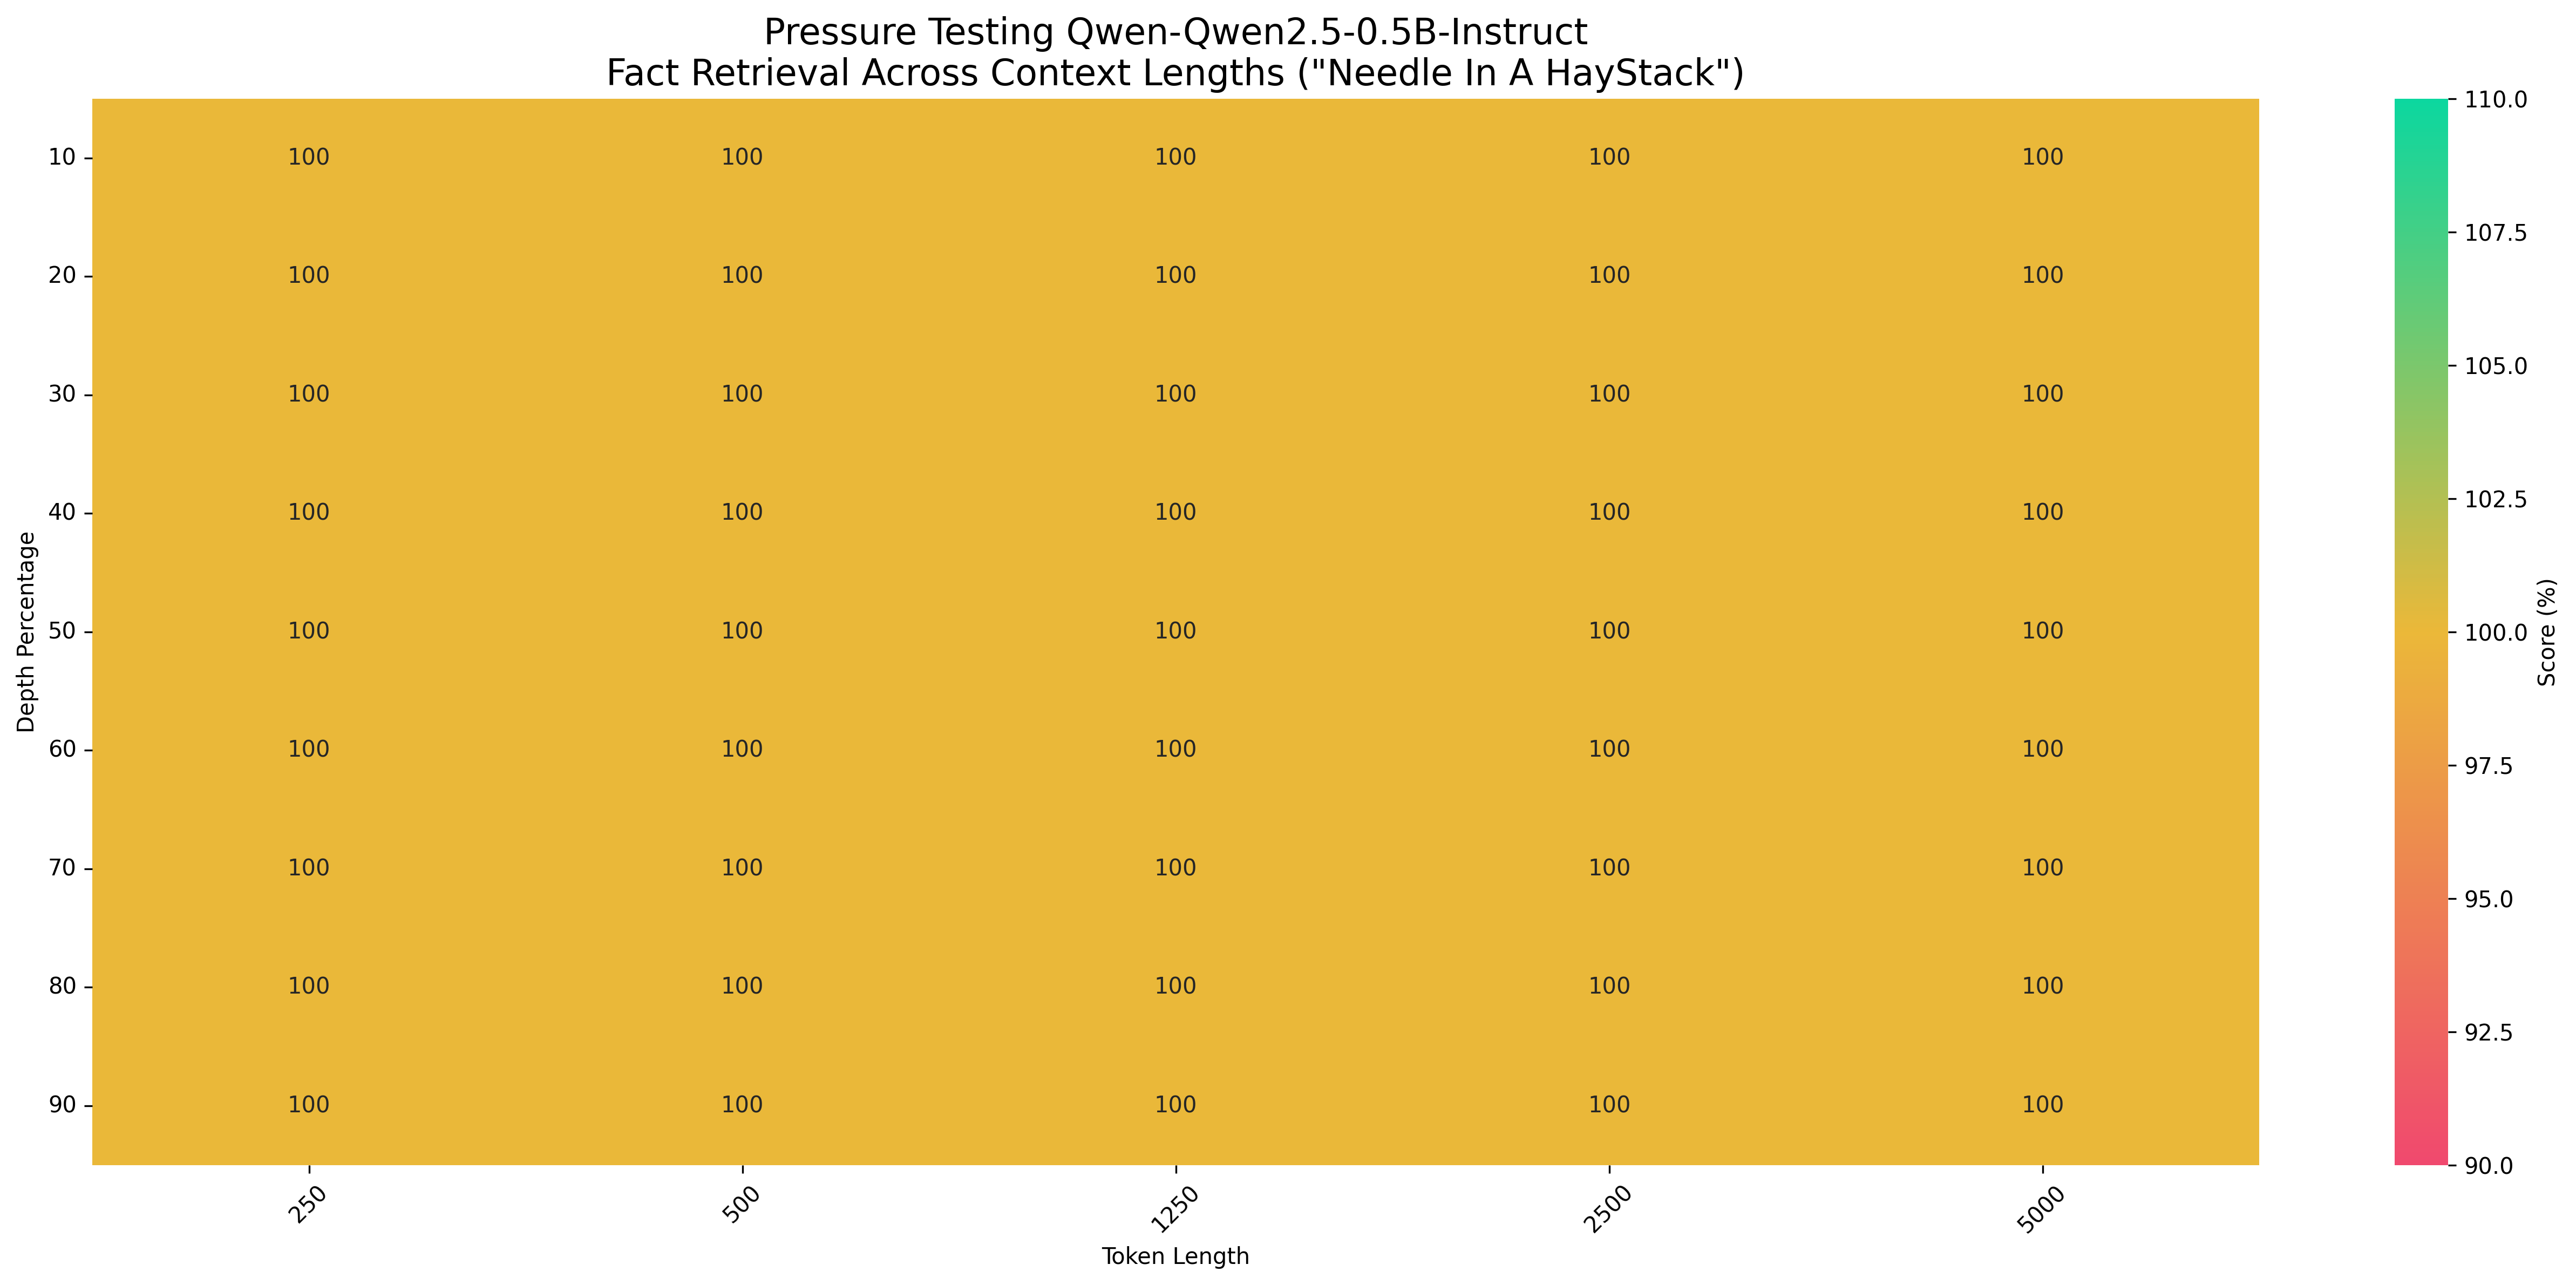 Pressure Testing Qwen-Qwen2.5-0.5B-Instruct
Fact Retrieval Across Context Lengths ("Needle In A HayStack")
Depth Percentage
10 100 100 100 100 100
20 100 100 100 100 100
30 100 100 100 100 100
40 100 100 100 100 100
50 100 100 100 100 100
60 100 100 100 100 100
70 100 100 100 100 100
80 100 100 100 100 100
90 100 100 100 100 100
250 500 1250 2500 5000
Token Length
110.0
107.5
105.0
102.5
100.0
97.5
95.0
92.5
90.0
Score (%)